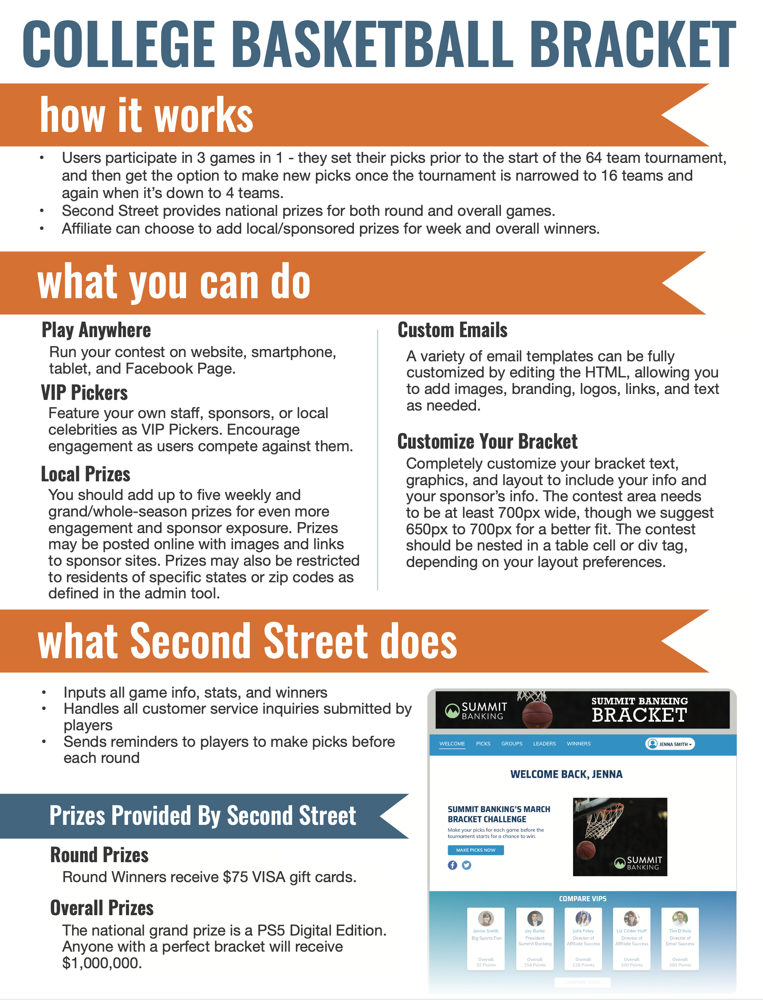 COLLEGE BASKETBALL BRACKET
how it works
• Users participate in 3 games in 1 - they set their picks prior to the start of the 64 team tournament,
and then get the option to make new picks once the tournament is narrowed to 16 teams and
again when it’s down to 4 teams.
• Second Street provides national prizes for both round and overall games.
• Affiliate can choose to add local/sponsored prizes for week and overall winners.
what you can do
Play Anywhere
Run your contest on website, smartphone,
tablet, and Facebook Page.
VIP Pickers
Feature your own staff, sponsors, or local
celebrities as VIP Pickers. Encourage
engagement as users compete against them.
Local Prizes
You should add up to five weekly and
grand/whole-season prizes for even more
engagement and sponsor exposure. Prizes
may be posted online with images and links
to sponsor sites. Prizes may also be restricted
to residents of specific states or zip codes as
defined in the admin tool.
Custom Emails
A variety of email templates can be fully
customized by editing the HTML, allowing you
to add images, branding, logos, links, and text
as needed.
Customize Your Bracket
Completely customize your bracket text,
graphics, and layout to include your info and
your sponsor’s info. The contest area needs
to be at least 700px wide, though we suggest
650px to 700px for a better fit. The contest
should be nested in a table cell or div tag,
depending on your layout preferences.
what Second Street does
• Inputs all game info, stats, and winners
• Handles all customer service inquiries submitted by
players
• Sends reminders to players to make picks before
each round
Prizes Provided By Second Street
Round Prizes
Round Winners receive $75 VISA gift cards.
Overall Prizes
The national grand prize is a PS5 Digital Edition.
Anyone with a perfect bracket will receive
$1,000,000.
SUMMIT
BANKING
SUMMIT BANKING
BRACKET
WELCOME PICKS GROUPS LEADERS WINNERS JENNA SMITH
WELCOME BACK, JENNA
SUMMIT BANKING’S MARCH
BRACKET CHALLENGE
Make your picks for each game before the
tournament starts for a chance to win.
MAKE PICKS NOW
SUMMIT
BANKING
COMPARE VIPS
Jenna Smith
Big Sports Fan
Overall:
32 Points
Jay Burke
President
Summit Banking
Overall:
154 Points
Julie Foley
Director of
Affiliate Success
Overall:
128 Points
Liz Crider Huff
Director of
Affiliate Success
Overall:
100 Points
Tim D’Avis
Director of
Email Success
Overall:
300 Points
COMPARE PICKS